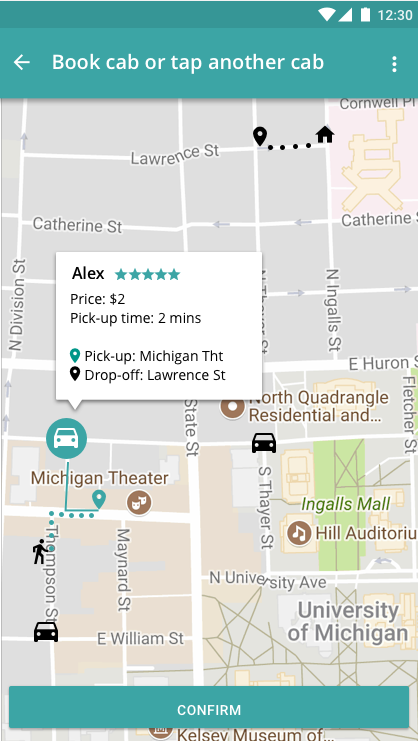 12:30
Book cab or tap another cab
Cornwell Pl
Lawrence St
Catherine St
Catherine S
N Division St
N Ingalls St
Alex
Price: $2
Pick-up time: 2 mins
Pick-up: Michigan Tht
Drop-off: Lawrence St
E Huron S
Fletcher St
State St
North Quadrangle
Residential and...
S Thayer St
Michigan Theater
Ingalls Mall
Hill Auditoriu
Thompson St
Maynard St
N University Ave
University
of Michigan
E William St
CONFIRM
Kelsey Museum of...